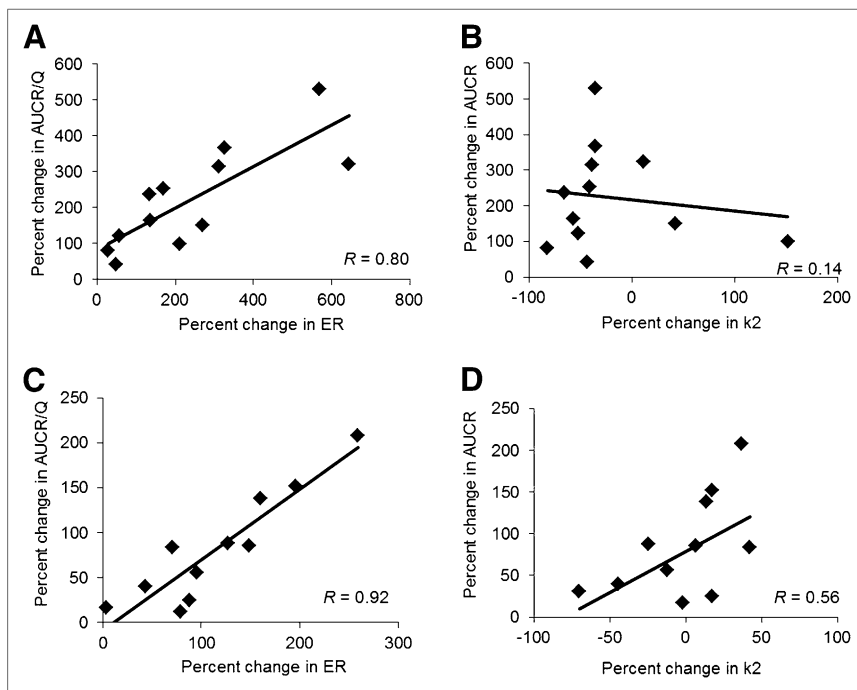 A
Percent change in AUCR/Q
600
500
400
300
200
100
0
R = 0.80
0 200 400 600 800
Percent change in ER
B
Percent change in AUCR
600
500
400
300
200
100
0
R = 0.14
-100 0 100 200
Percent change in k2
C
Percent change in AUCR/Q
250
200
150
100
50
0
R = 0.92
0 100 200 300
Percent change in ER
D
Percent change in AUCR
250
200
150
100
50
0
R = 0.56
-100 -50 0 50 100
Percent change in k2